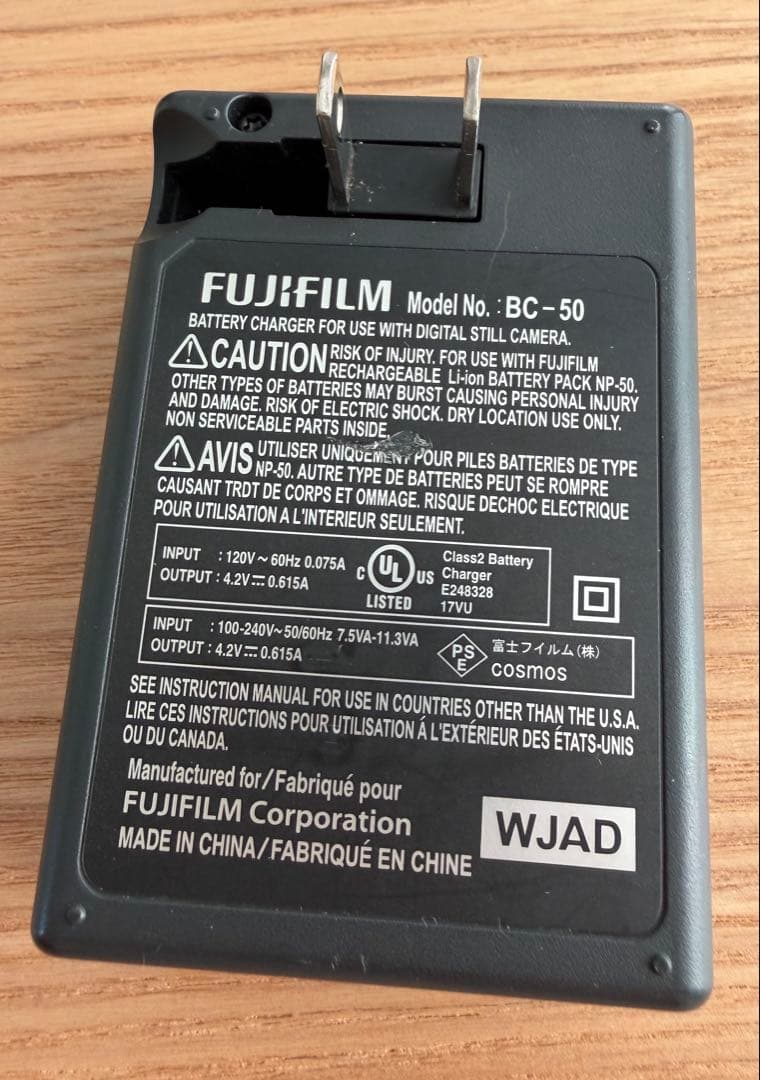 FUJIFILM Model No. : BC-50
BATTERY CHARGER FOR USE WITH DIGITAL STILL CAMERA.
⚠CAUTION RISK OF INJURY. FOR USE WITH FUJIFILM
RECHARGEABLE Li-ion BATTERY PACK NP-50.
OTHER TYPES OF BATTERIES MAY BURST CAUSING PERSONAL INJURY
AND DAMAGE. RISK OF ELECTRIC SHOCK. DRY LOCATION USE ONLY.
NON SERVICEABLE PARTS INSIDE
⚠AVIS UTILISER UNIQUEMENT POUR PILES BATTERIES DE TYPE
NP-50. AUTRE TYPE DE BATTERIES PEUT SE ROMPRE
CAUSANT TRDT DE CORPS ET OMMAGE. RISQUE DECHOC ELECTRIQUE
POUR UTILISATION A L'INTERIEUR SEULEMENT.
INPUT : 120V~60Hz 0.075A
OUTPUT : 4.2V⎓0.615A
C UL US
LISTED
Class2 Battery
Charger
E248328
17VU
INPUT : 100-240V~50/60Hz 7.5VA-11.3VA
OUTPUT : 4.2V⎓0.615A
PS
E
富士フイルム(株)
cosmos
SEE INSTRUCTION MANUAL FOR USE IN COUNTRIES OTHER THAN THE U.S.A.
LIRE CES INSTRUCTIONS POUR UTILISATION Á L'EXTÉRIEUR DES ÉTATS-UNIS
OU DU CANADA.
Manufactured for/Fabriqué pour
FUJIFILM Corporation
MADE IN CHINA/FABRIQUÉ EN CHINE
WJAD